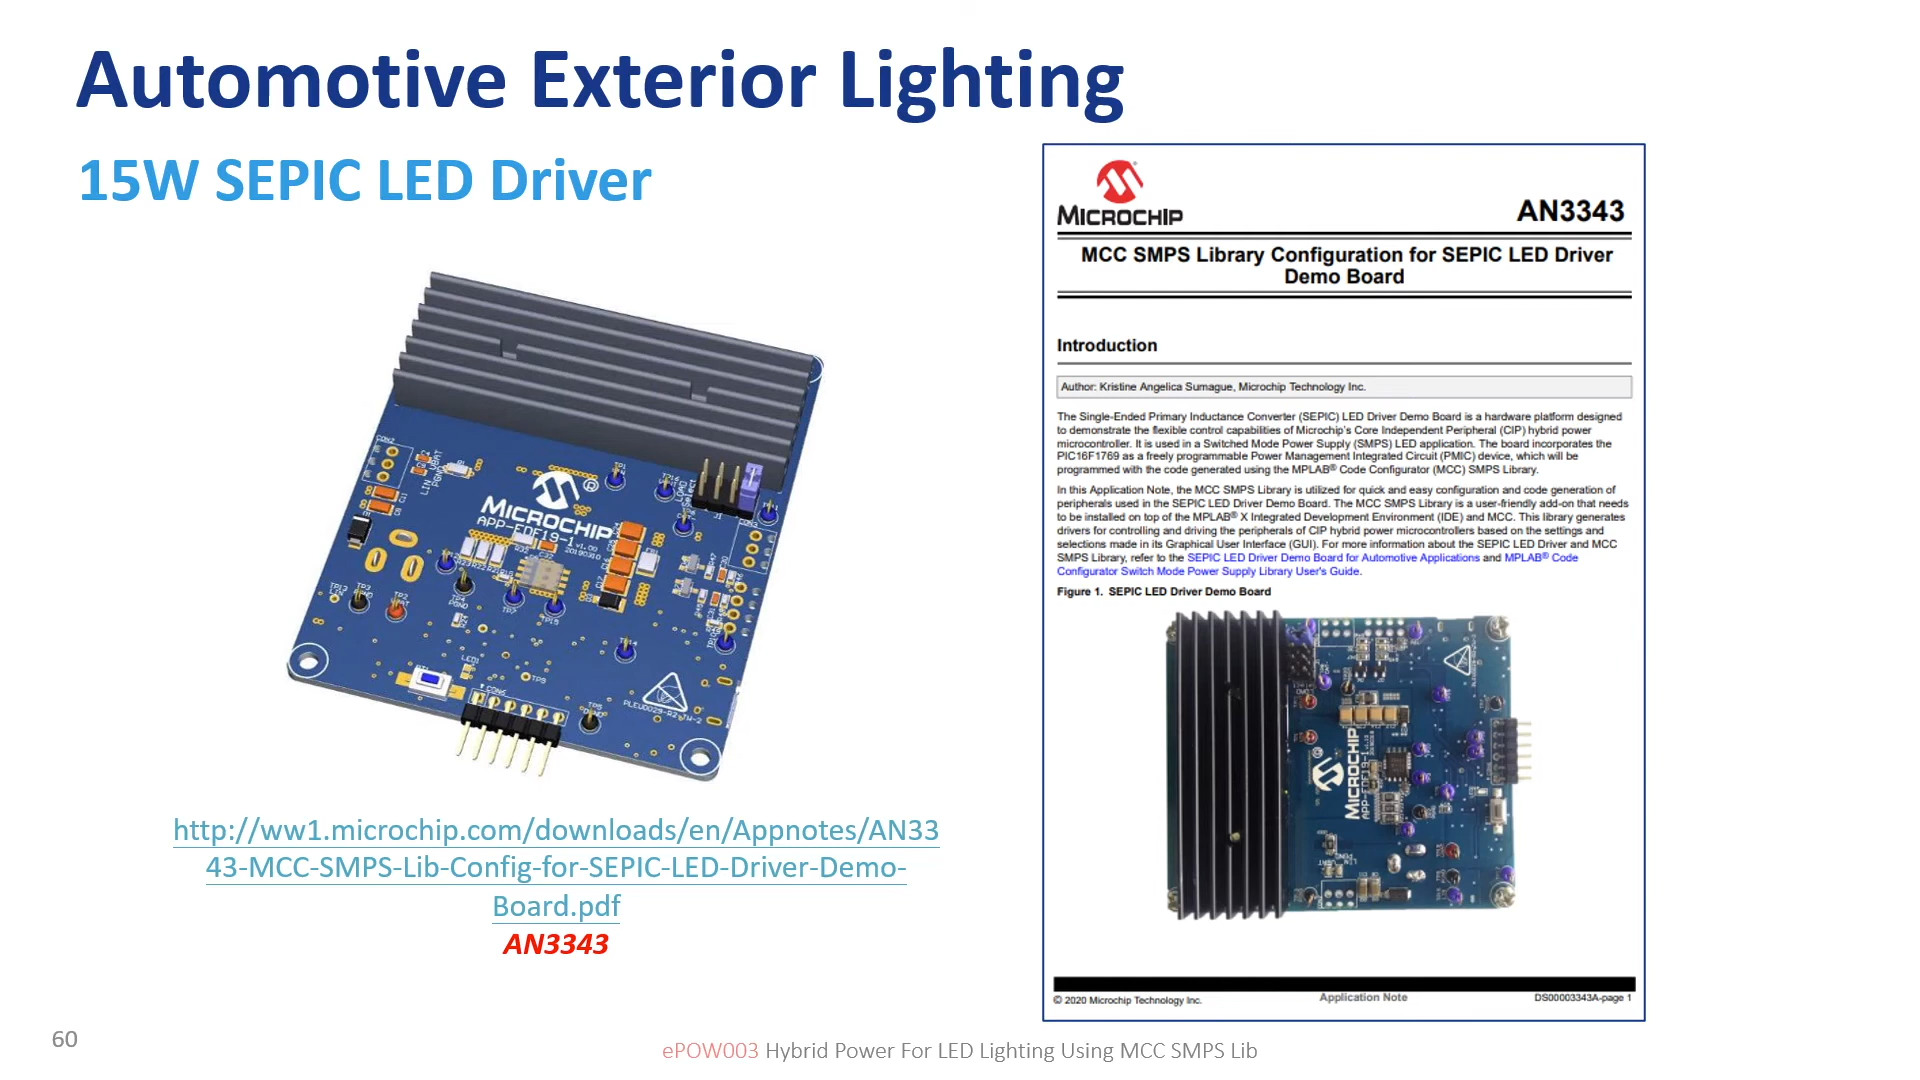 Automotive Exterior Lighting
15W SEPIC LED Driver
MICROCHIP
APP-EDF19-1
http://ww1.microchip.com/downloads/en/Appnotes/AN33
43-MCC-SMPS-Lib-Config-for-SEPIC-LED-Driver-Demo-
Board.pdf
AN3343
MICROCHIP
AN3343
MCC SMPS Library Configuration for SEPIC LED Driver
Demo Board
Introduction
Author: Kristine Angelica Sumague, Microchip Technology Inc.
The Single-Ended Primary Inductance Converter (SEPIC) LED Driver Demo Board is a hardware platform designed
to demonstrate the flexible control capabilities of Microchip's Core Independent Peripheral (CIP) hybrid power
microcontroller. It is used in a Switched Mode Power Supply (SMPS) LED application. The board incorporates the
PIC16F1769 as a freely programmable Power Management Integrated Circuit (PMIC) device, which will be
programmed with the code generated using the MPLAB® Code Configurator (MCC) SMPS Library.
In this Application Note, the MCC SMPS Library is utilized for quick and easy configuration and code generation of
peripherals used in the SEPIC LED Driver Demo Board. The MCC SMPS Library is a user-friendly add-on that needs
to be installed on top of the MPLAB® X Integrated Development Environment (IDE) and MCC. This library generates
drivers for controlling and driving the peripherals of CIP hybrid power microcontrollers based on the settings and
selections made in its Graphical User Interface (GUI). For more information about the SEPIC LED Driver and MCC
SMPS Library, refer to the SEPIC LED Driver Demo Board for Automotive Applications and MPLAB® Code
Configurator Switch Mode Power Supply Library User's Guide.
Figure 1. SEPIC LED Driver Demo Board
MICROCHIP
APP-EDF19-1
© 2020 Microchip Technology Inc.
Application Note
DS00003343A-page 1
60
ePOW003 Hybrid Power For LED Lighting Using MCC SMPS Lib